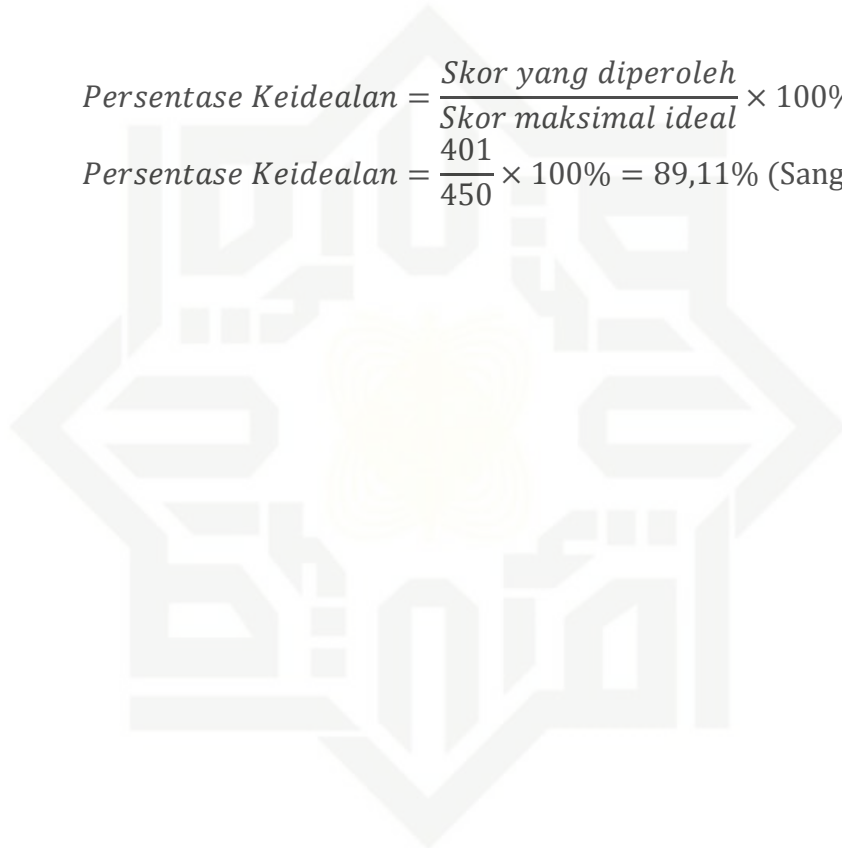 Persentase Keidealan = Skor yang diperoleh / Skor maksimal ideal × 100%
Persentase Keidealan = 401 / 450 × 100% = 89,11% (Sang